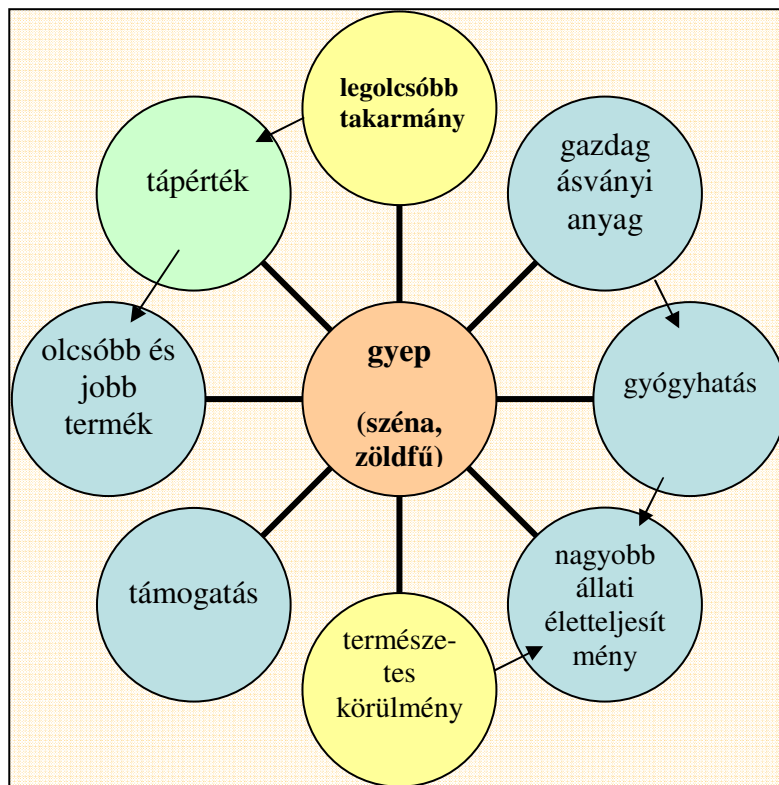 legolcsóbb
takarmány
tápérték
gazdag
ásványi
anyag
olcsóbb és
jobb
termék
gyep
(széna,
zöldfű)
gyógyhatás
támogatás
természe-
tes
körülmény
nagyobb
állati
életteljesít
mény